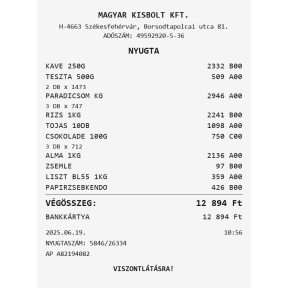 MAGYAR KISBOLT KFT.
H-4663 Székesfehérvár, Borsodtapolcai utca 81.
ADÓSZÁM: 49592920-5-36
NYUGTA
KAVE 250G 2332 B00
TESZTA 500G 509 A00
2 DB x 1473
PARADICSOM KG 2946 A00
3 DB x 747
RIZS 1KG 2241 B00
TOJAS 10DB 1098 A00
CSOKOLADE 100G 750 C00
3 DB x 712
ALMA 1KG 2136 A00
ZSEMLE 97 B00
LISZT BL55 1KG 359 A00
PAPIRZSEBKENDO 426 B00
VÉGÖSSZEG: 12 894 Ft
BANKKÁRTYA 12 894 Ft
2025.06.19. 10:56
NYUGTASZÁM: 5846/26334
AP A82194082
VISZONTLÁTÁSRA!